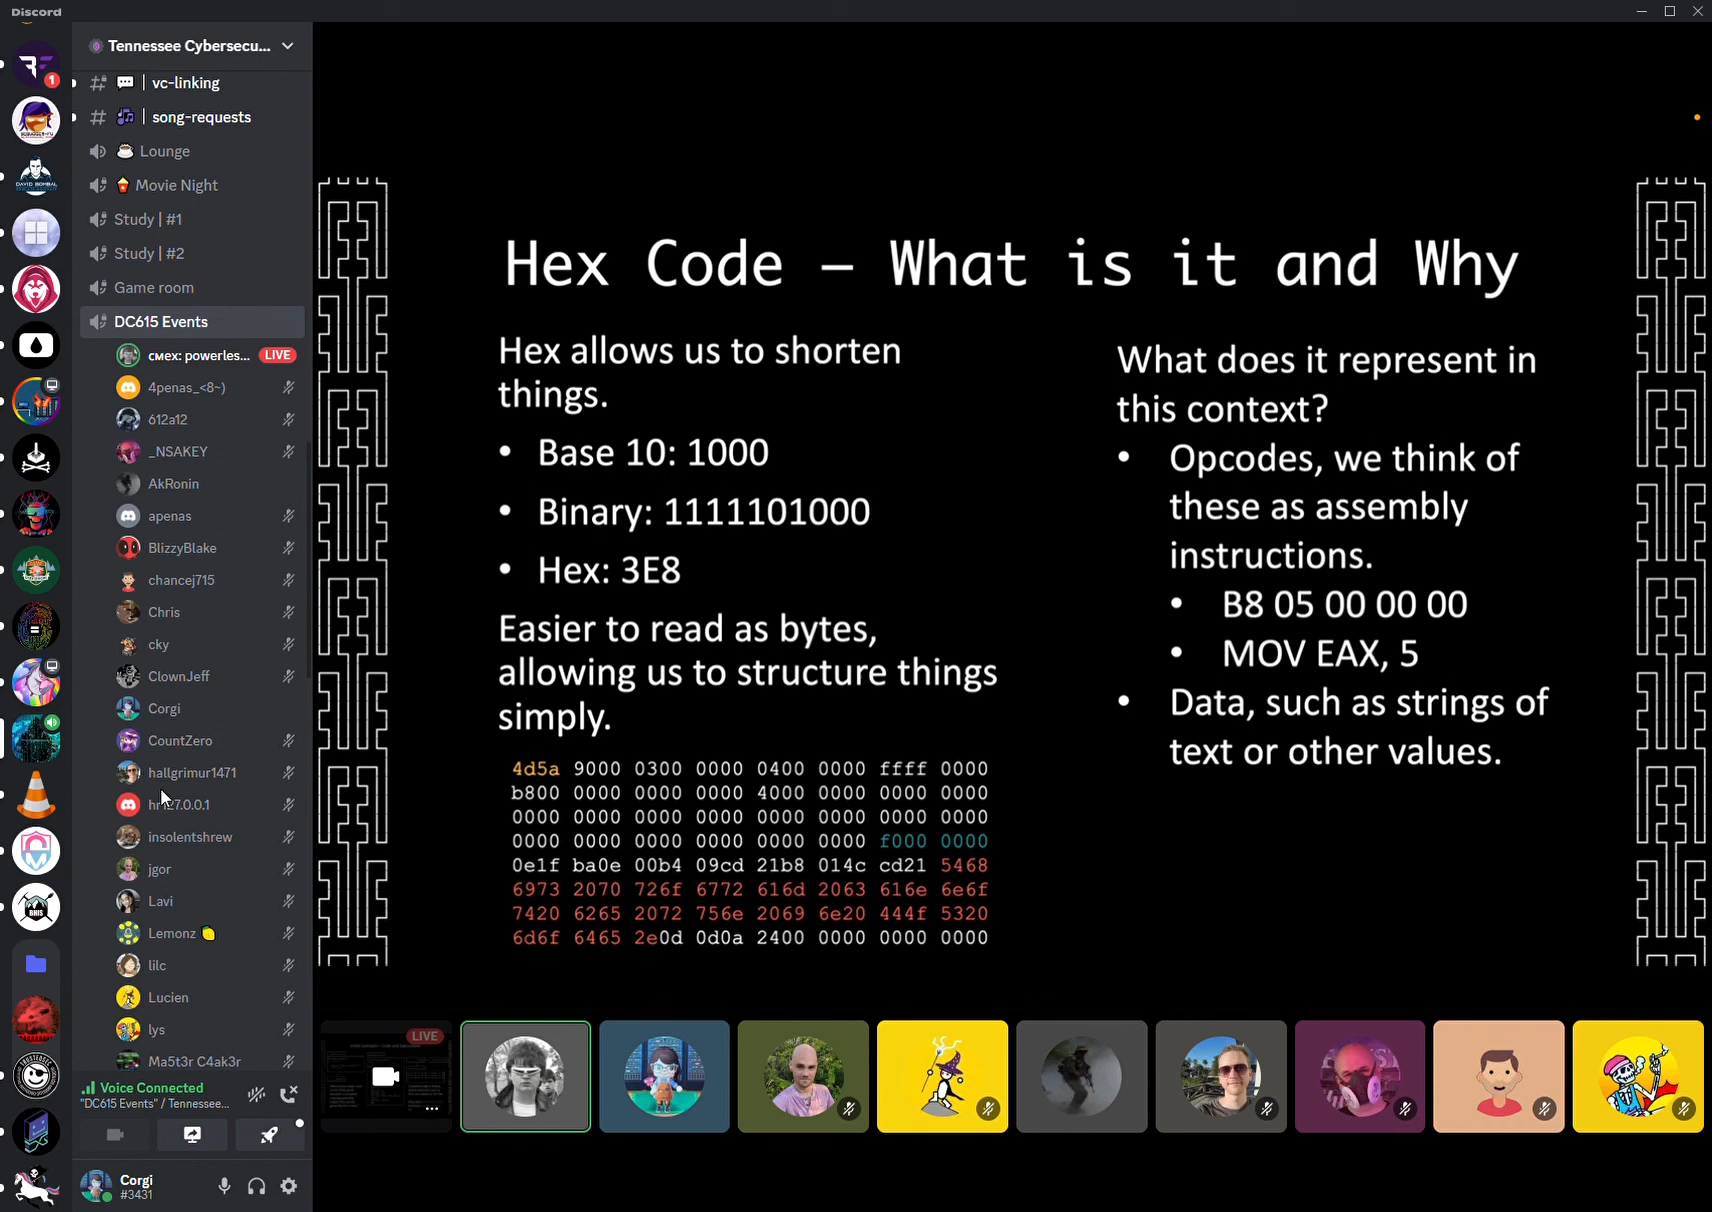 Discord
Tennessee Cybersecu...
vc-linking
song-requests
Lounge
Movie Night
Study | #1
Study | #2
Game room
DC615 Events
смех: powerles... LIVE
4penas_<8~)
612a12
_NSAKEY
AkRonin
apenas
BlizzyBlake
chancej715
Chris
cky
ClownJeff
Corgi
CountZero
hallgrimur1471
insolentshrew
jgor
Lavi
Lemonz
lilc
Lucien
lys
Ma5t3r C4ak3r
Voice Connected
"DC615 Events" / Tennessee...
Corgi
#3431
1
DAVID BOMBAL
BHIS
Hex Code – What is it and Why
Hex allows us to shorten
things.
• Base 10: 1000
• Binary: 1111101000
• Hex: 3E8
Easier to read as bytes,
allowing us to structure things
simply.
4d5a 9000 0300 0000 0400 0000 ffff 0000
b800 0000 0000 0000 4000 0000 0000 0000
0000 0000 0000 0000 0000 0000 0000 0000
0000 0000 0000 0000 0000 0000 f000 0000
0e1f ba0e 00b4 09cd 21b8 014c cd21 5468
6973 2070 726f 6772 616d 2063 616e 6e6f
7420 6265 2072 756e 2069 6e20 444f 5320
6d6f 6465 2e0d 0d0a 2400 0000 0000 0000
What does it represent in
this context?
• Opcodes, we think of
these as assembly
instructions.
• B8 05 00 00 00
• MOV EAX, 5
• Data, such as strings of
text or other values.
LIVE